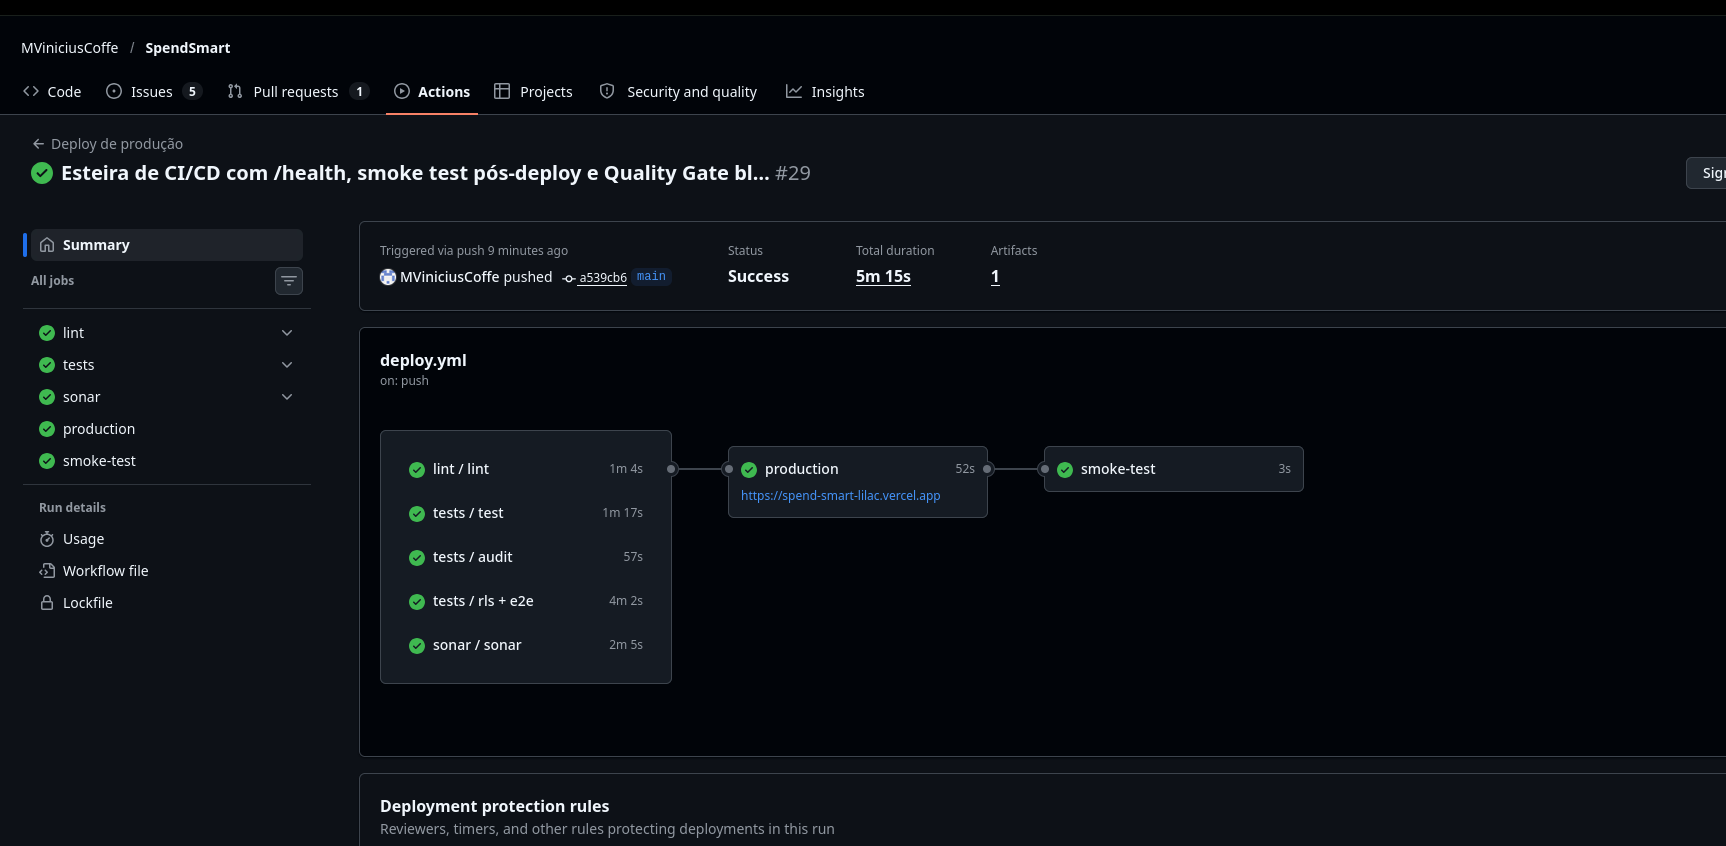 MViniciusCoffe / SpendSmart
Code Issues 5 Pull requests 1 Actions Projects Security and quality Insights
Deploy de produção
Esteira de CI/CD com /health, smoke test pós-deploy e Quality Gate bl... #29
Sign
Summary
All jobs
lint
tests
sonar
production
smoke-test
Run details
Usage
Workflow file
Lockfile
Triggered via push 9 minutes ago
MViniciusCoffe pushed a539cb6 main
Status
Success
Total duration
5m 15s
Artifacts
1
deploy.yml
on: push
lint / lint 1m 4s
tests / test 1m 17s
tests / audit 57s
tests / rls + e2e 4m 2s
sonar / sonar 2m 5s
production 52s
https://spend-smart-lilac.vercel.app
smoke-test 3s
Deployment protection rules
Reviewers, timers, and other rules protecting deployments in this run